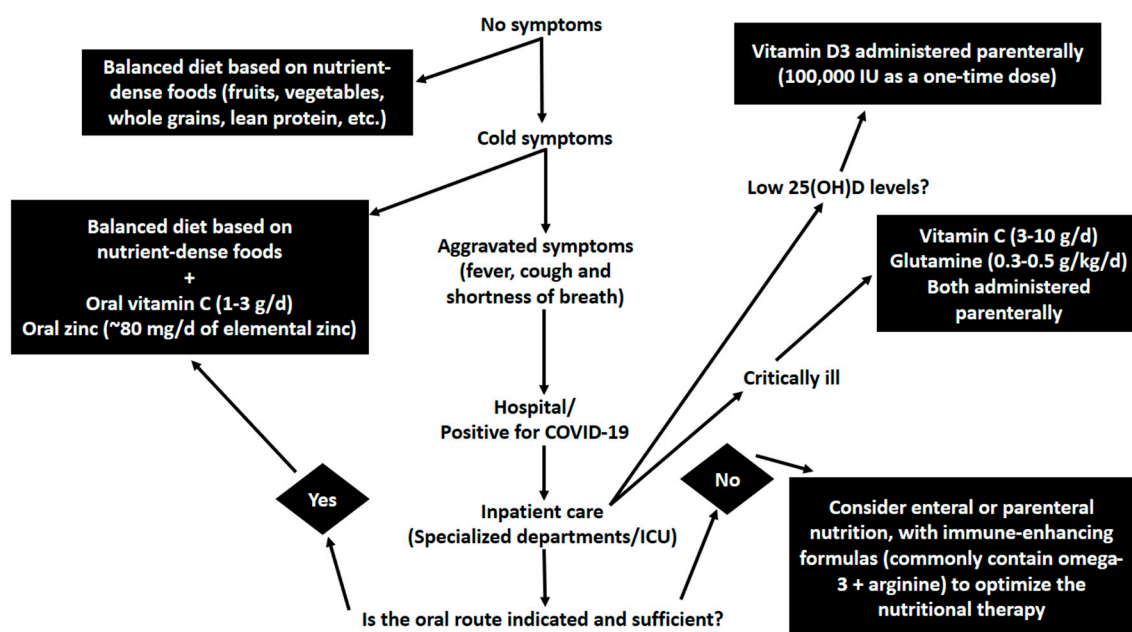 No symptoms
Balanced diet based on nutrient-
dense foods (fruits, vegetables,
whole grains, lean protein, etc.)
Vitamin D3 administered parenterally
(100,000 IU as a one-time dose)
Cold symptoms
Low 25(OH)D levels?
Balanced diet based on
nutrient-dense foods
+
Oral vitamin C (1-3 g/d)
Oral zinc (~80 mg/d of elemental zinc)
Aggravated symptoms
(fever, cough and
shortness of breath)
Vitamin C (3-10 g/d)
Glutamine (0.3-0.5 g/kg/d)
Both administered
parenterally
Critically ill
Hospital/
Positive for COVID-19
Yes
No
Inpatient care
(Specialized departments/ICU)
Consider enteral or parenteral
nutrition, with immune-enhancing
formulas (commonly contain omega-
3 + arginine) to optimize the
nutritional therapy
Is the oral route indicated and sufficient?